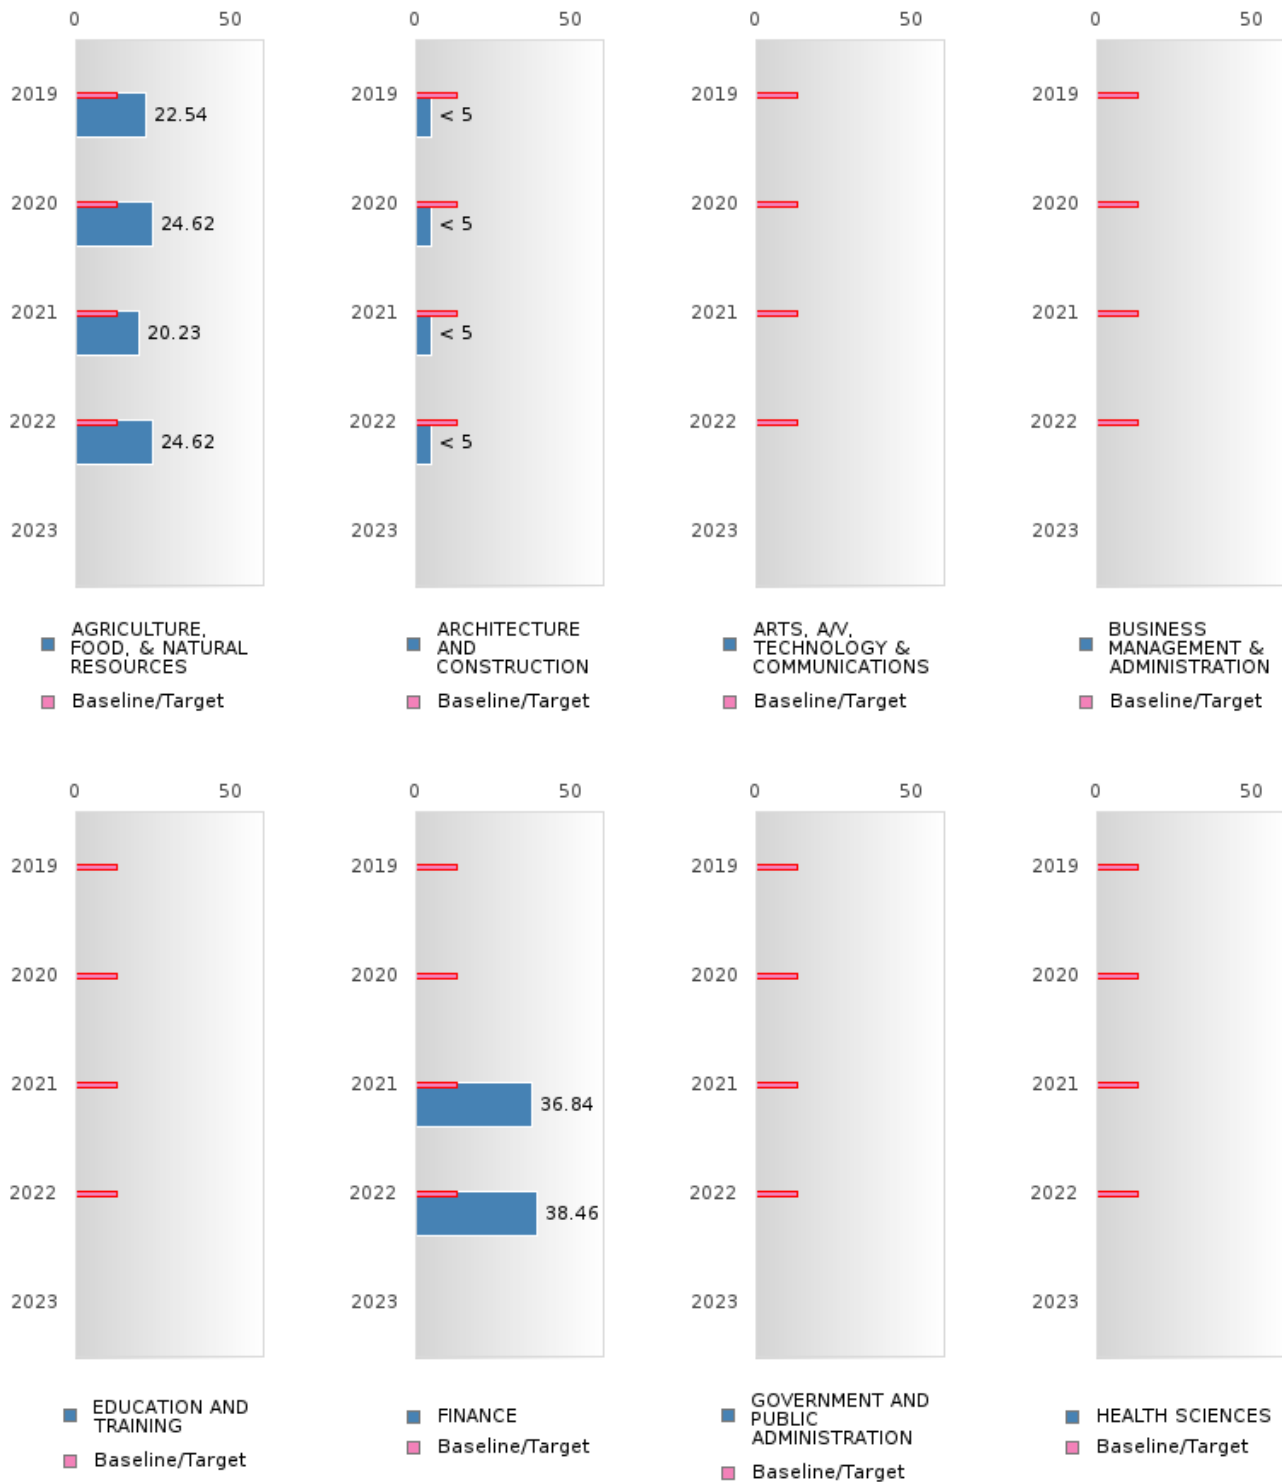 0 50 0 50 0 50 0 50
2019 22.54 2019 < 5 2019 2019
2020 24.62 2020 < 5 2020 2020
2021 20.23 2021 < 5 2021 2021
2022 24.62 2022 < 5 2022 2022
2023 2023 2023 2023
AGRICULTURE,
FOOD, & NATURAL
RESOURCES
Baseline/Target
ARCHITECTURE
AND
CONSTRUCTION
Baseline/Target
ARTS, A/V,
TECHNOLOGY &
COMMUNICATIONS
Baseline/Target
BUSINESS
MANAGEMENT &
ADMINISTRATION
Baseline/Target
0 50 0 50 0 50 0 50
2019 2019 2019 2019
2020 2020 2020 2020
2021 2021 36.84 2021 2021
2022 2022 38.46 2022 2022
2023 2023 2023 2023
EDUCATION AND
TRAINING
Baseline/Target
FINANCE
Baseline/Target
GOVERNMENT AND
PUBLIC
ADMINISTRATION
Baseline/Target
HEALTH SCIENCES
Baseline/Target